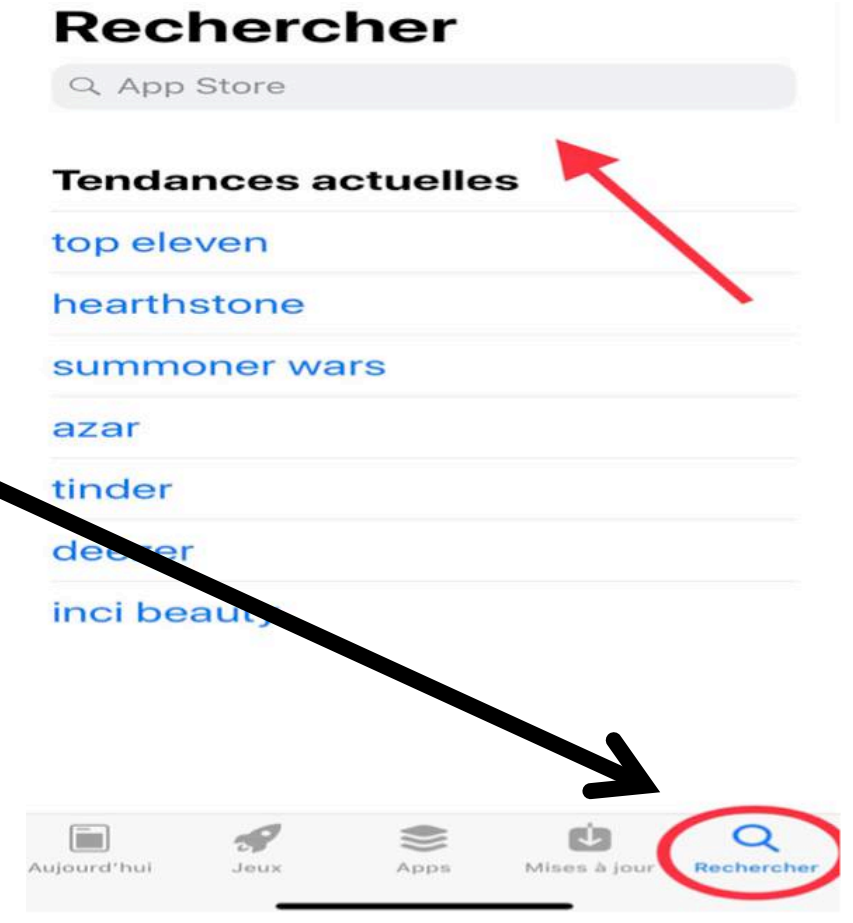 Rechercher
App Store
Tendances actuelles
top eleven
hearthstone
summoner wars
azar
tinder
deezer
inci beauty
Aujourd'hui
Jeux
Apps
Mises à jour
Rechercher